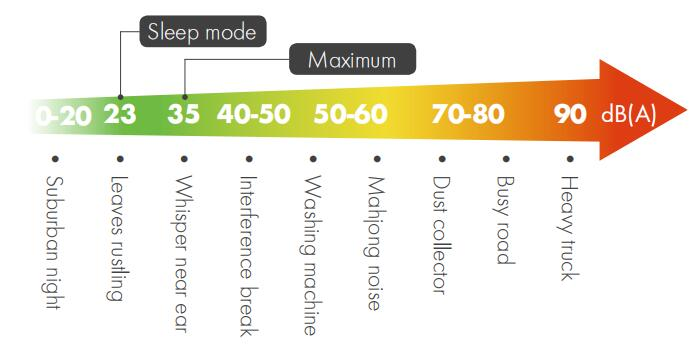 Sleep mode
Maximum
0-20 23 35 40-50 50-60 70-80 90 dB(A)
Suburban night
Leaves rustling
Whisper near ear
Interference break
Washing machine
Mahjong noise
Dust collector
Busy road
Heavy truck